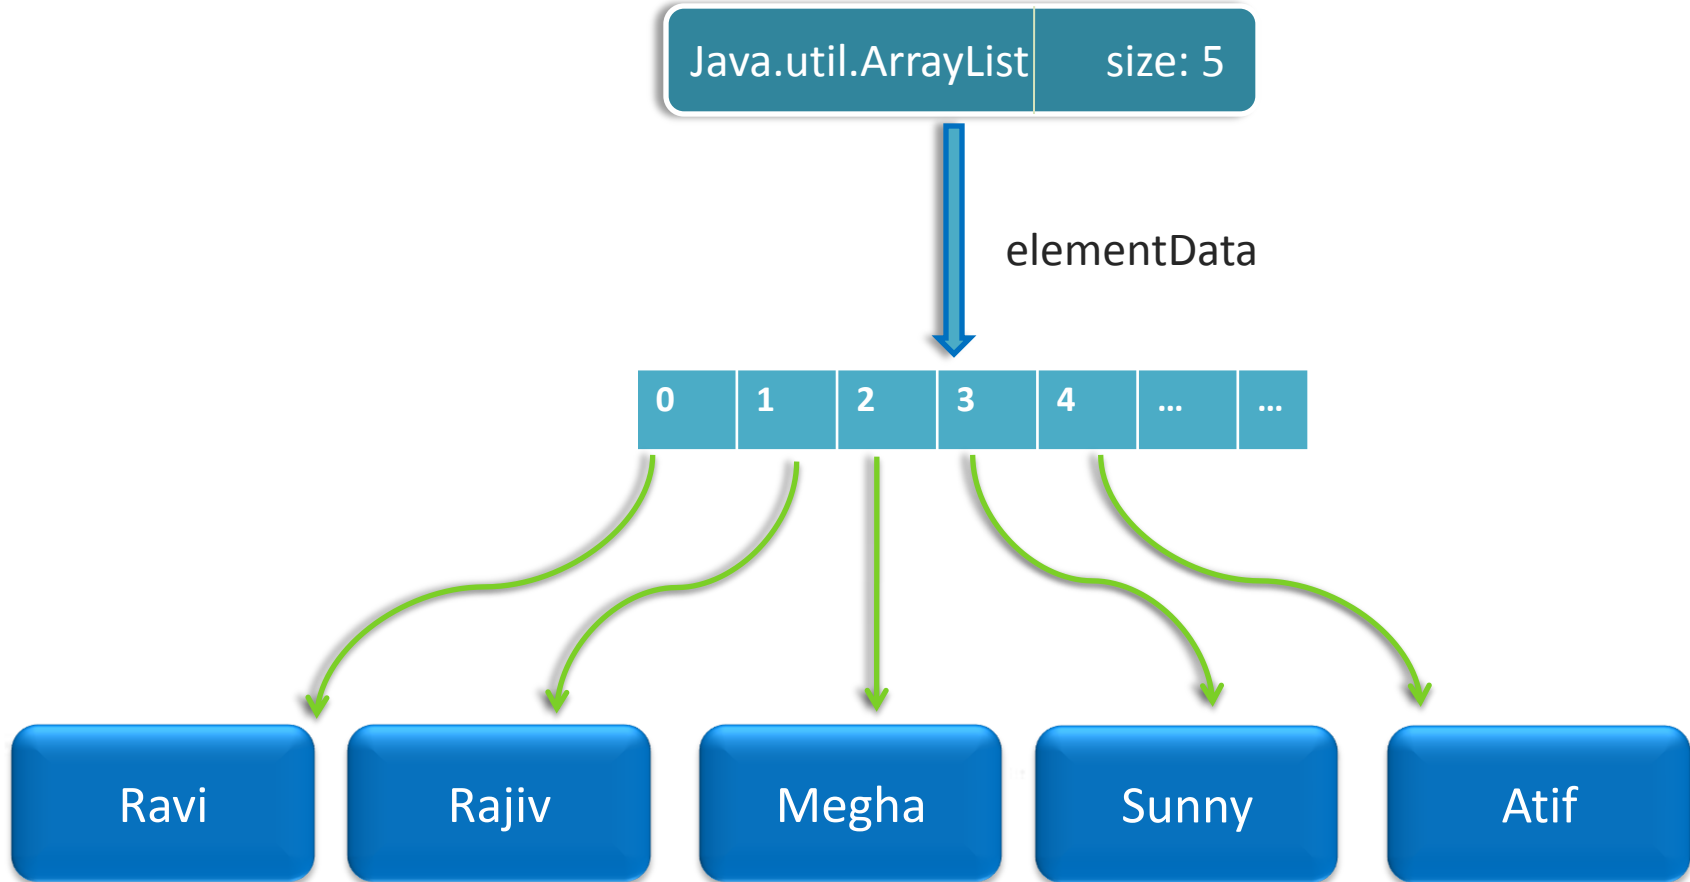 Java.util.ArrayList size: 5
elementData
0 1 2 3 4 ... ...
Ravi Rajiv Megha Sunny Atif